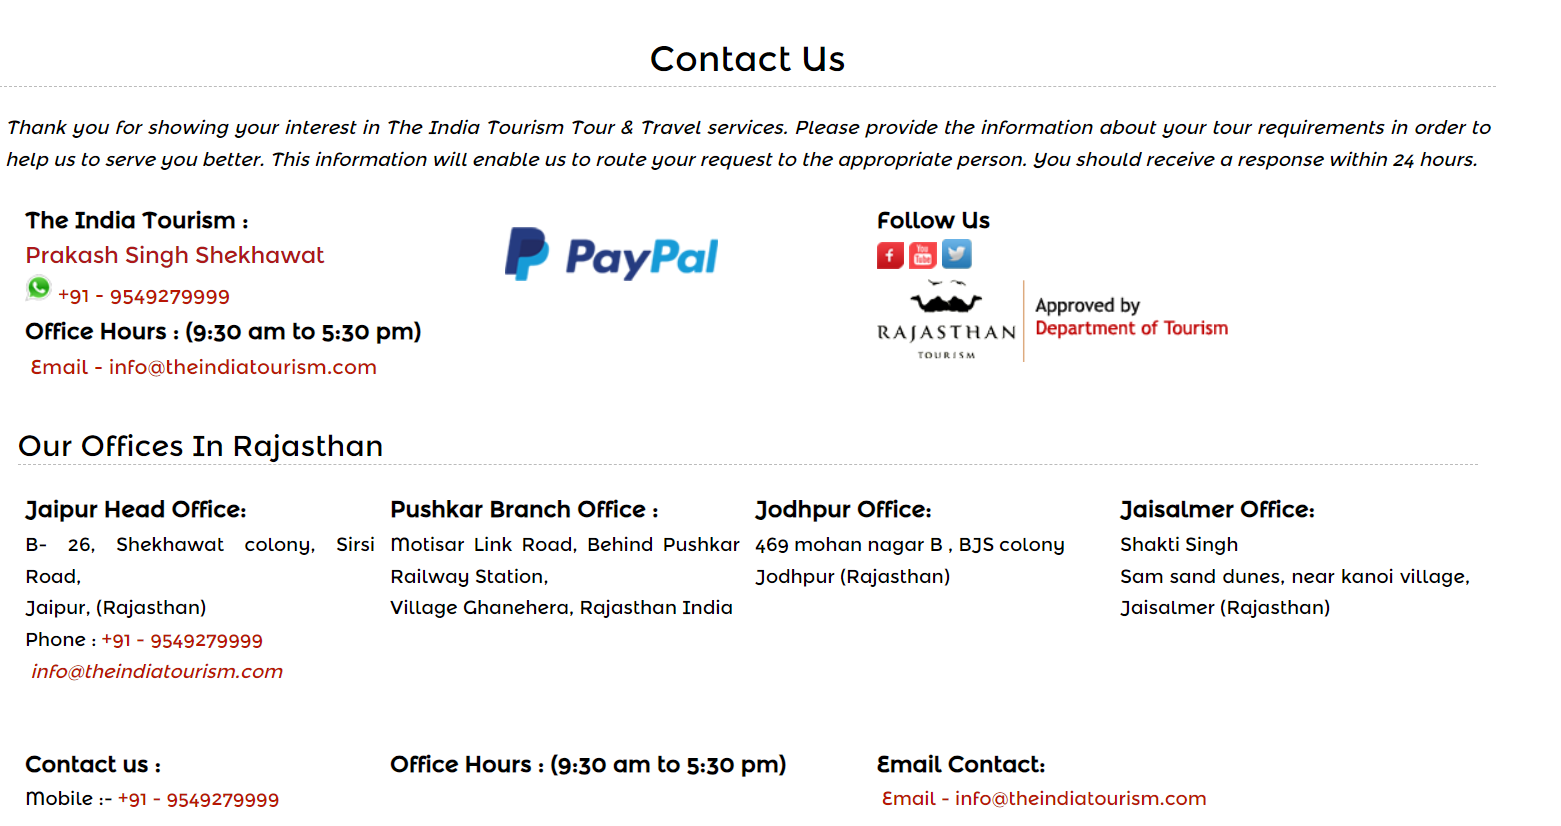 Contact Us
Thank you for showing your interest in The India Tourism Tour & Travel services. Please provide the information about your tour requirements in order to
help us to serve you better. This information will enable us to route your request to the appropriate person. You should receive a response within 24 hours.
The India Tourism :
Prakash Singh Shekhawat
+91 - 9549279999
Office Hours : (9:30 am to 5:30 pm)
Email - info@theindiatourism.com
PayPal
Follow Us
You
Tube
RAJASTHAN
TOURISM
Approved by
Department of Tourism
Our Offices In Rajasthan
Jaipur Head Office:
B- 26, Shekhawat colony, Sirsi
Road,
Jaipur, (Rajasthan)
Phone : +91 - 9549279999
info@theindiatourism.com
Pushkar Branch Office :
Motisar Link Road, Behind Pushkar
Railway Station,
Village Ghanehera, Rajasthan India
Jodhpur Office:
469 mohan nagar B , BJS colony
Jodhpur (Rajasthan)
Jaisalmer Office:
Shakti Singh
Sam sand dunes, near kanoi village,
Jaisalmer (Rajasthan)
Contact us :
Mobile :- +91 - 9549279999
Office Hours : (9:30 am to 5:30 pm)
Email Contact:
Email - info@theindiatourism.com